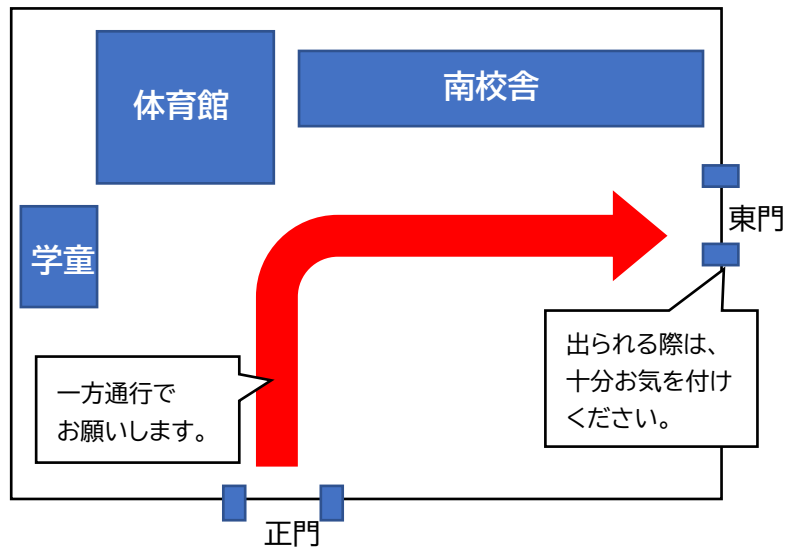 体育館
南校舎
東門
学童
出られる際は、
十分お気を付け
ください。
一方通行で
お願いします。
正門